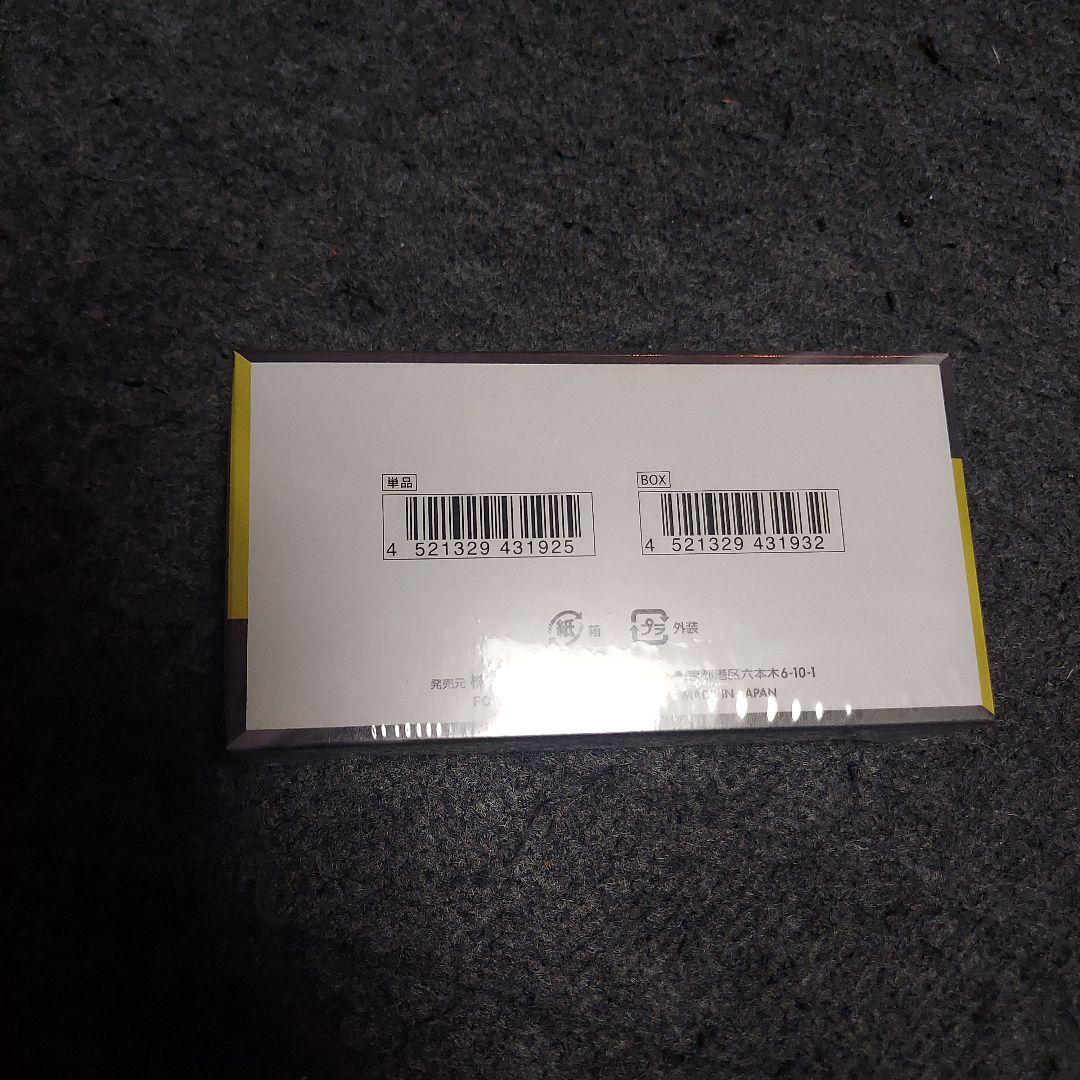 単品
BOX
4 521329 431925
4 521329 431932
紙 箱
プラ 外装
発売元 株
都港区六本木6-10-1
IN JAPAN